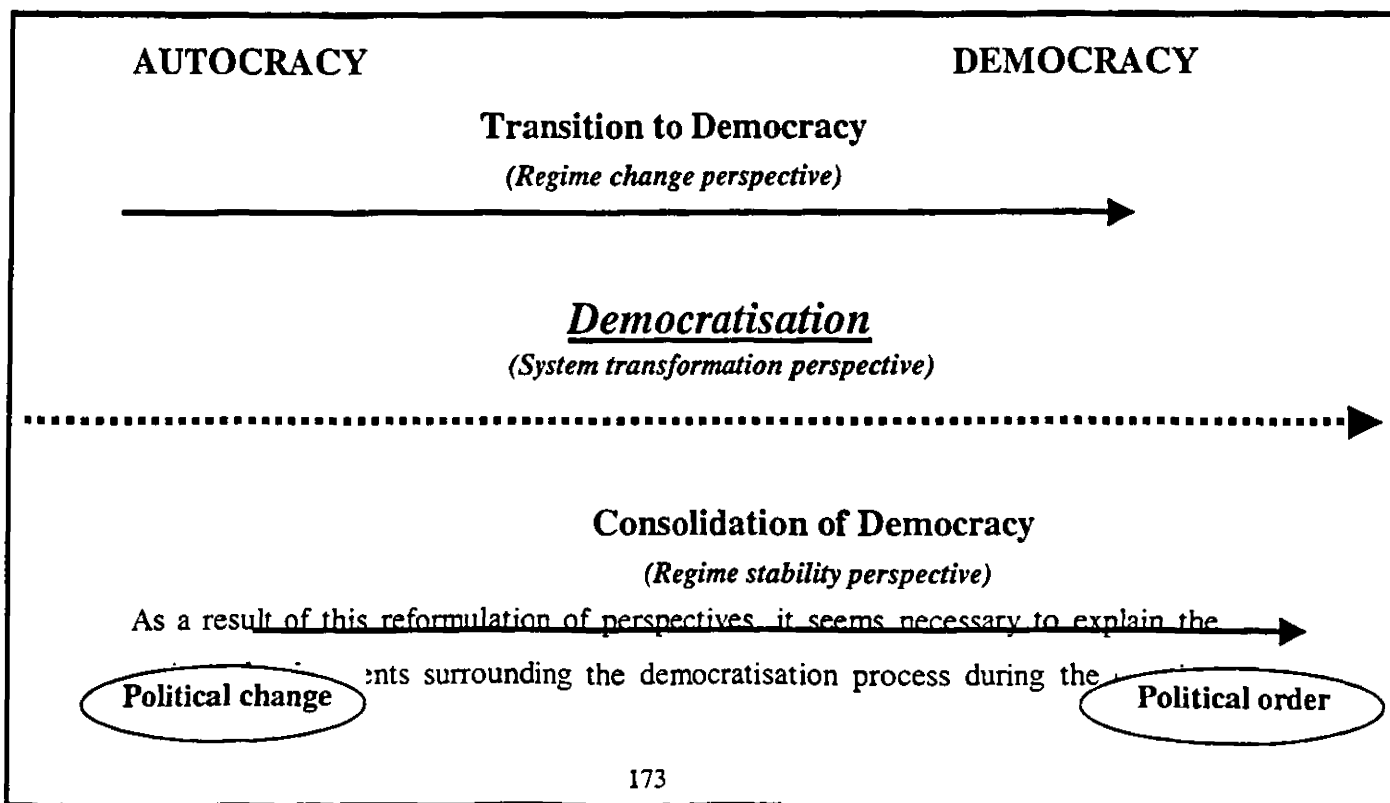 AUTOCRACY DEMOCRACY
Transition to Democracy
(Regime change perspective)
Democratisation
(System transformation perspective)
Consolidation of Democracy
(Regime stability perspective)
As a result of this reformulation of perspectives, it seems necessary to explain the
surrounding the democratisation process during the
Political change Political order
173